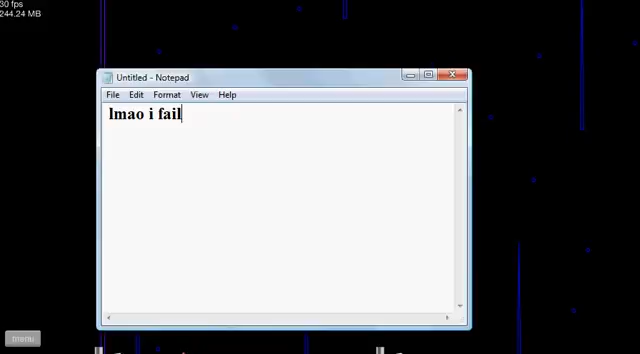 30 fps
244.24 MB
Untitled - Notepad
File Edit Format View Help
lmao i fail
menu